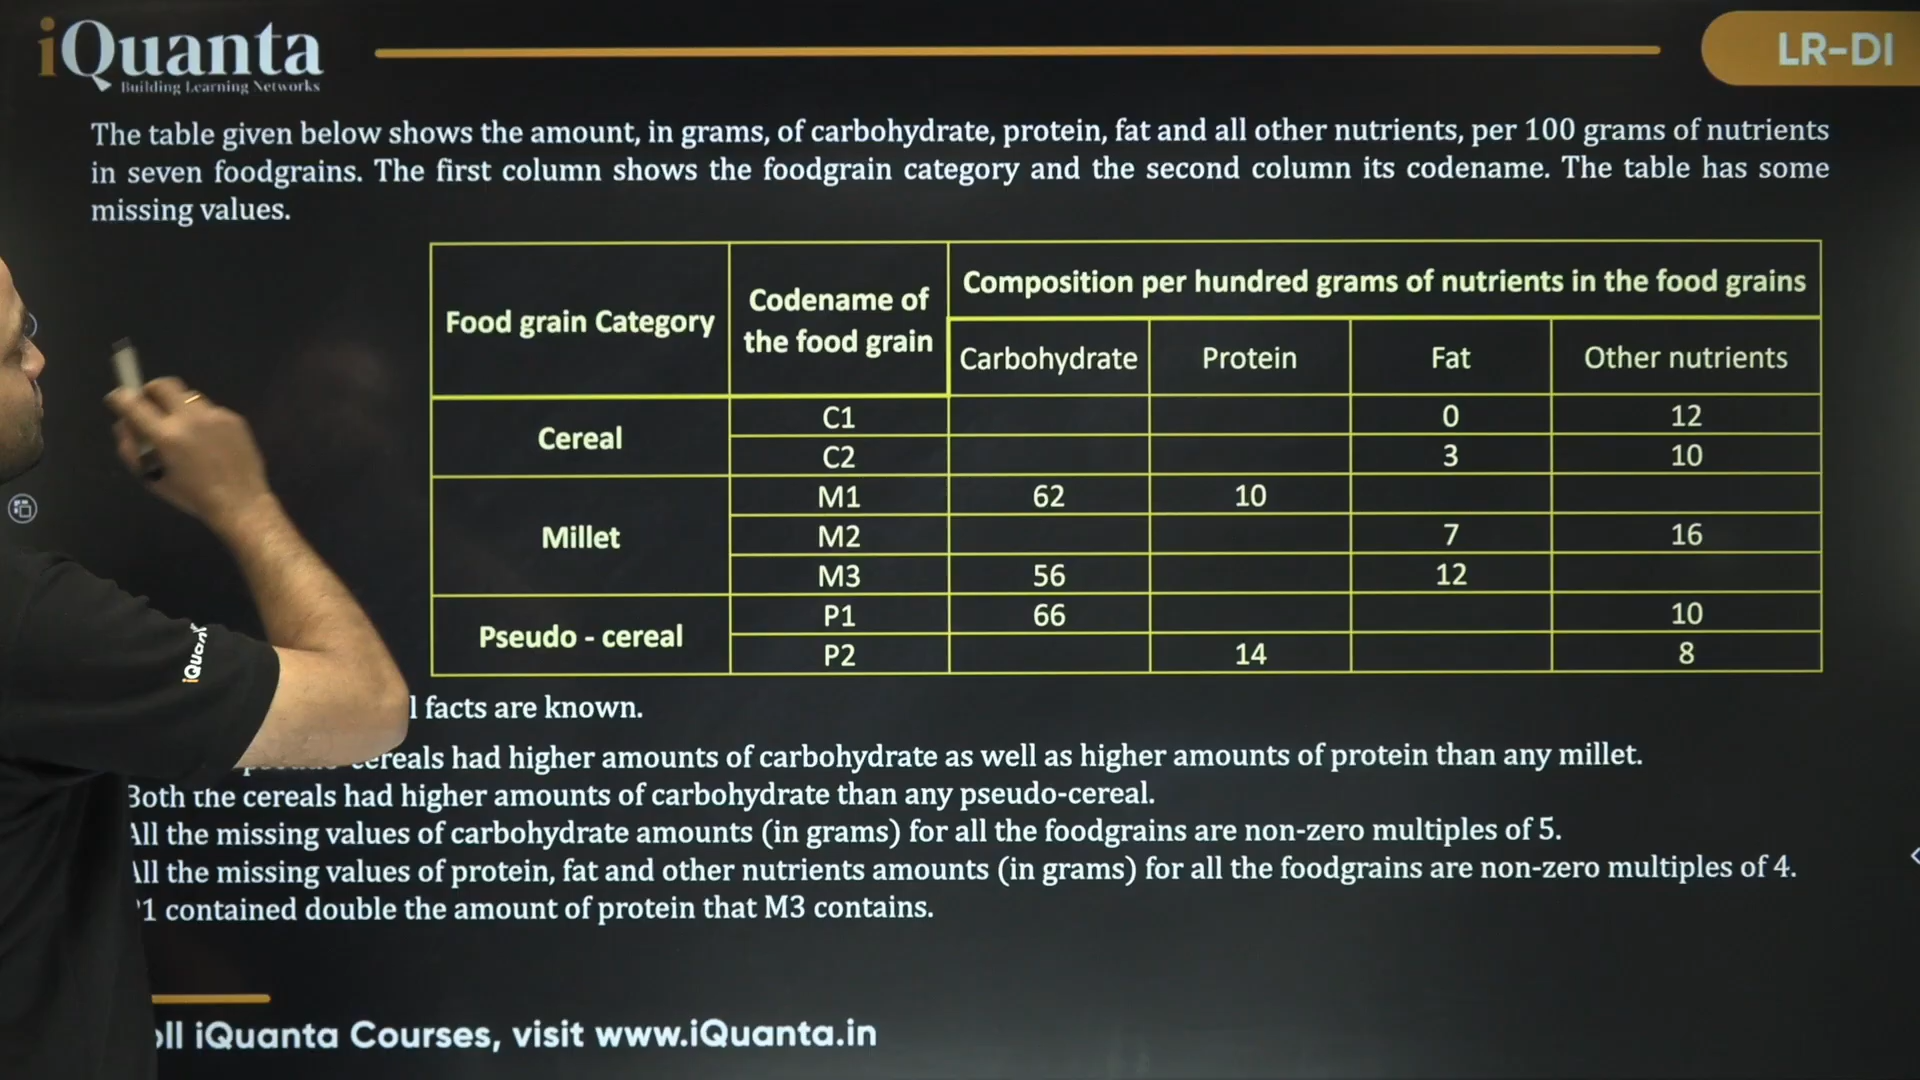 iQuanta
Building Learning Networks
LR-DI
The table given below shows the amount, in grams, of carbohydrate, protein, fat and all other nutrients, per 100 grams of nutrients
in seven foodgrains. The first column shows the foodgrain category and the second column its codename. The table has some
missing values.
Food grain Category
Codename of
the food grain
Composition per hundred grams of nutrients in the food grains
Carbohydrate Protein Fat Other nutrients
Cereal
C1 0 12
C2 3 10
Millet
M1 62 10
M2 7 16
M3 56 12
Pseudo - cereal
P1 66 10
P2 14 8
l facts are known.
cereals had higher amounts of carbohydrate as well as higher amounts of protein than any millet.
Both the cereals had higher amounts of carbohydrate than any pseudo-cereal.
All the missing values of carbohydrate amounts (in grams) for all the foodgrains are non-zero multiples of 5.
All the missing values of protein, fat and other nutrients amounts (in grams) for all the foodgrains are non-zero multiples of 4.
1 contained double the amount of protein that M3 contains.
oll iQuanta Courses, visit www.iQuanta.in
iQuant